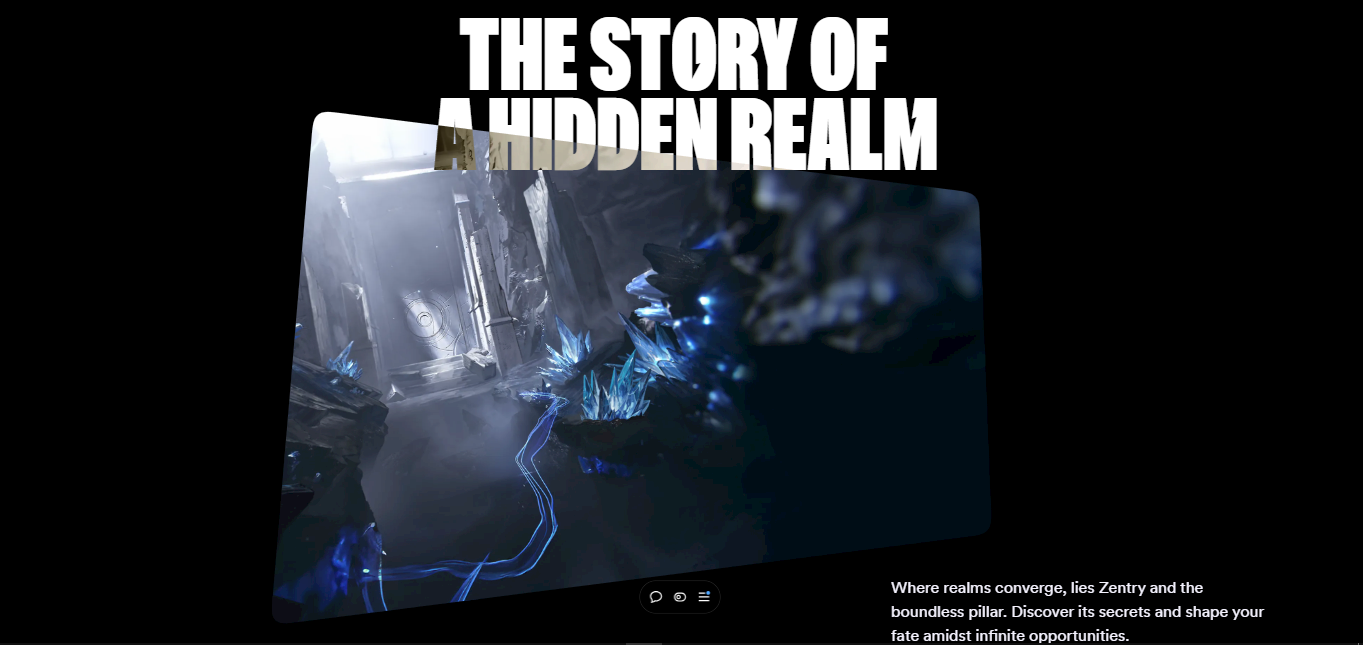 THE STORY OF
A HIDDEN REALM
Where realms converge, lies Zentry and the
boundless pillar. Discover its secrets and shape your
fate amidst infinite opportunities.